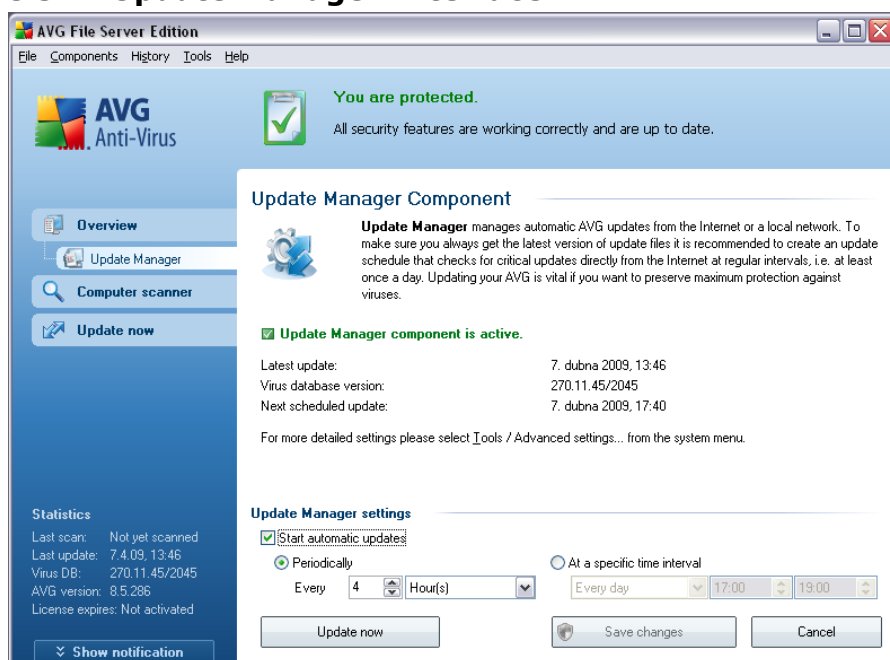 AVG File Server Edition
File Components History Tools Help
AVG
Anti-Virus
You are protected.
All security features are working correctly and are up to date.
Overview
Update Manager
Computer scanner
Update now
Update Manager Component
Update Manager manages automatic AVG updates from the Internet or a local network. To
make sure you always get the latest version of update files it is recommended to create an update
schedule that checks for critical updates directly from the Internet at regular intervals, i.e. at least
once a day. Updating your AVG is vital if you want to preserve maximum protection against
viruses.
Update Manager component is active.
Latest update: 7. dubna 2009, 13:46
Virus database version: 270.11.45/2045
Next scheduled update: 7. dubna 2009, 17:40
For more detailed settings please select Tools / Advanced settings... from the system menu.
Statistics
Last scan: Not yet scanned
Last update: 7.4.09, 13:46
Virus DB: 270.11.45/2045
AVG version: 8.5.286
License expires: Not activated
Show notification
Update Manager settings
Start automatic updates
Periodically
Every 4 Hour(s)
At a specific time interval
Every day 17:00 19:00
Update now
Save changes
Cancel